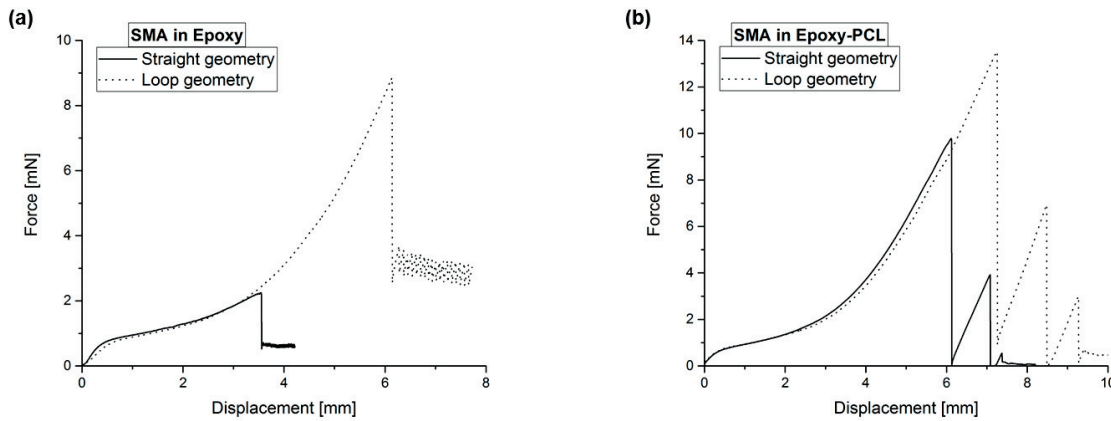 (a)
SMA in Epoxy
Straight geometry
Loop geometry
10
8
6
4
2
0
Force [mN]
0 2 4 6 8
Displacement [mm]
(b)
SMA in Epoxy-PCL
Straight geometry
Loop geometry
14
12
10
8
6
4
2
0
Force [mN]
0 2 4 6 8 10
Displacement [mm]